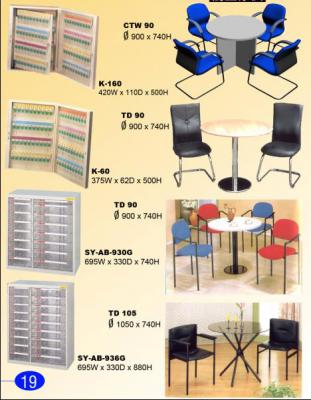 CTW 90
Ø 900 x 740H
K-160
420W x 110D x 500H
TD 90
Ø 900 x 740H
K-60
375W x 62D x 500H
TD 90
Ø 900 x 740H
SY-AB-930G
695W x 330D x 740H
TD 105
Ø 1050 x 740H
SY-AB-936G
695W x 330D x 880H
19